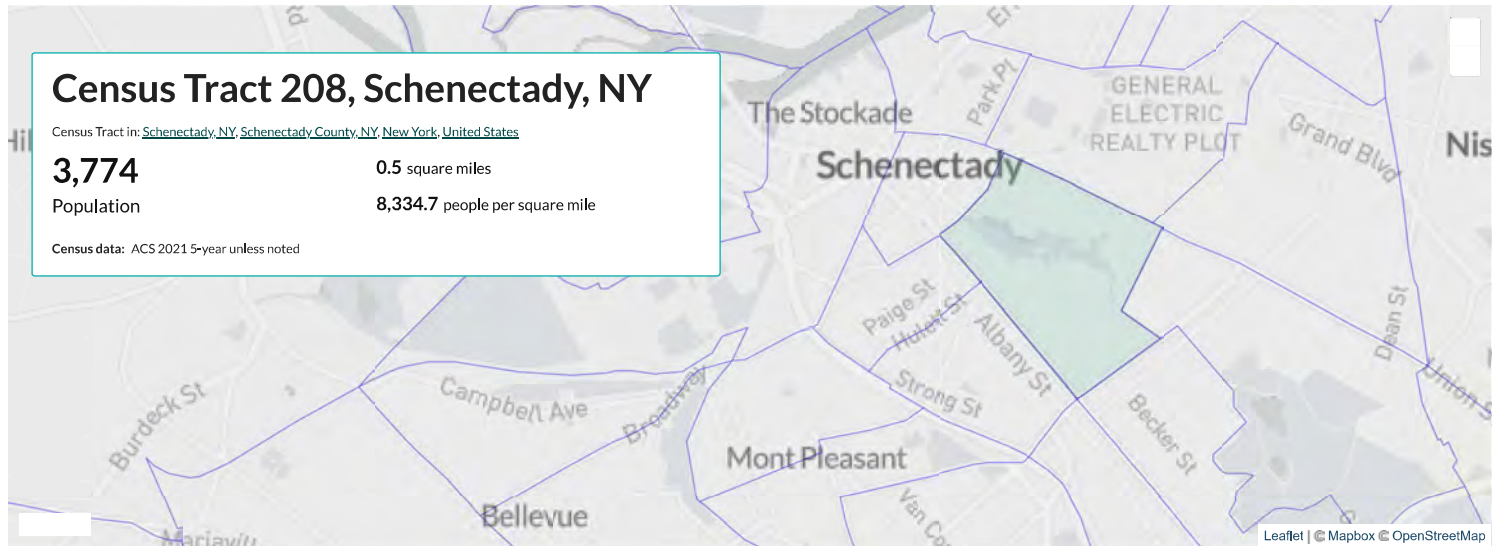 Census Tract 208, Schenectady, NY
Census Tract in: Schenectady, NY, Schenectady County, NY, New York, United States
3,774
Population
0.5 square miles
8,334.7 people per square mile
Census data: ACS 2021 5-year unless noted
Park Pl
GENERAL
ELECTRIC
REALTY PLOT
The Stockade
Grand Blvd
Schenectady
Nis
Paige St
Hulett St
Albany St
Dean St
Union S
Strong St
Campbell Ave
Broadway
Burdeck St
Becker St
Mont Pleasant
Bellevue
Van Co
Leaflet | © Mapbox © OpenStreetMap